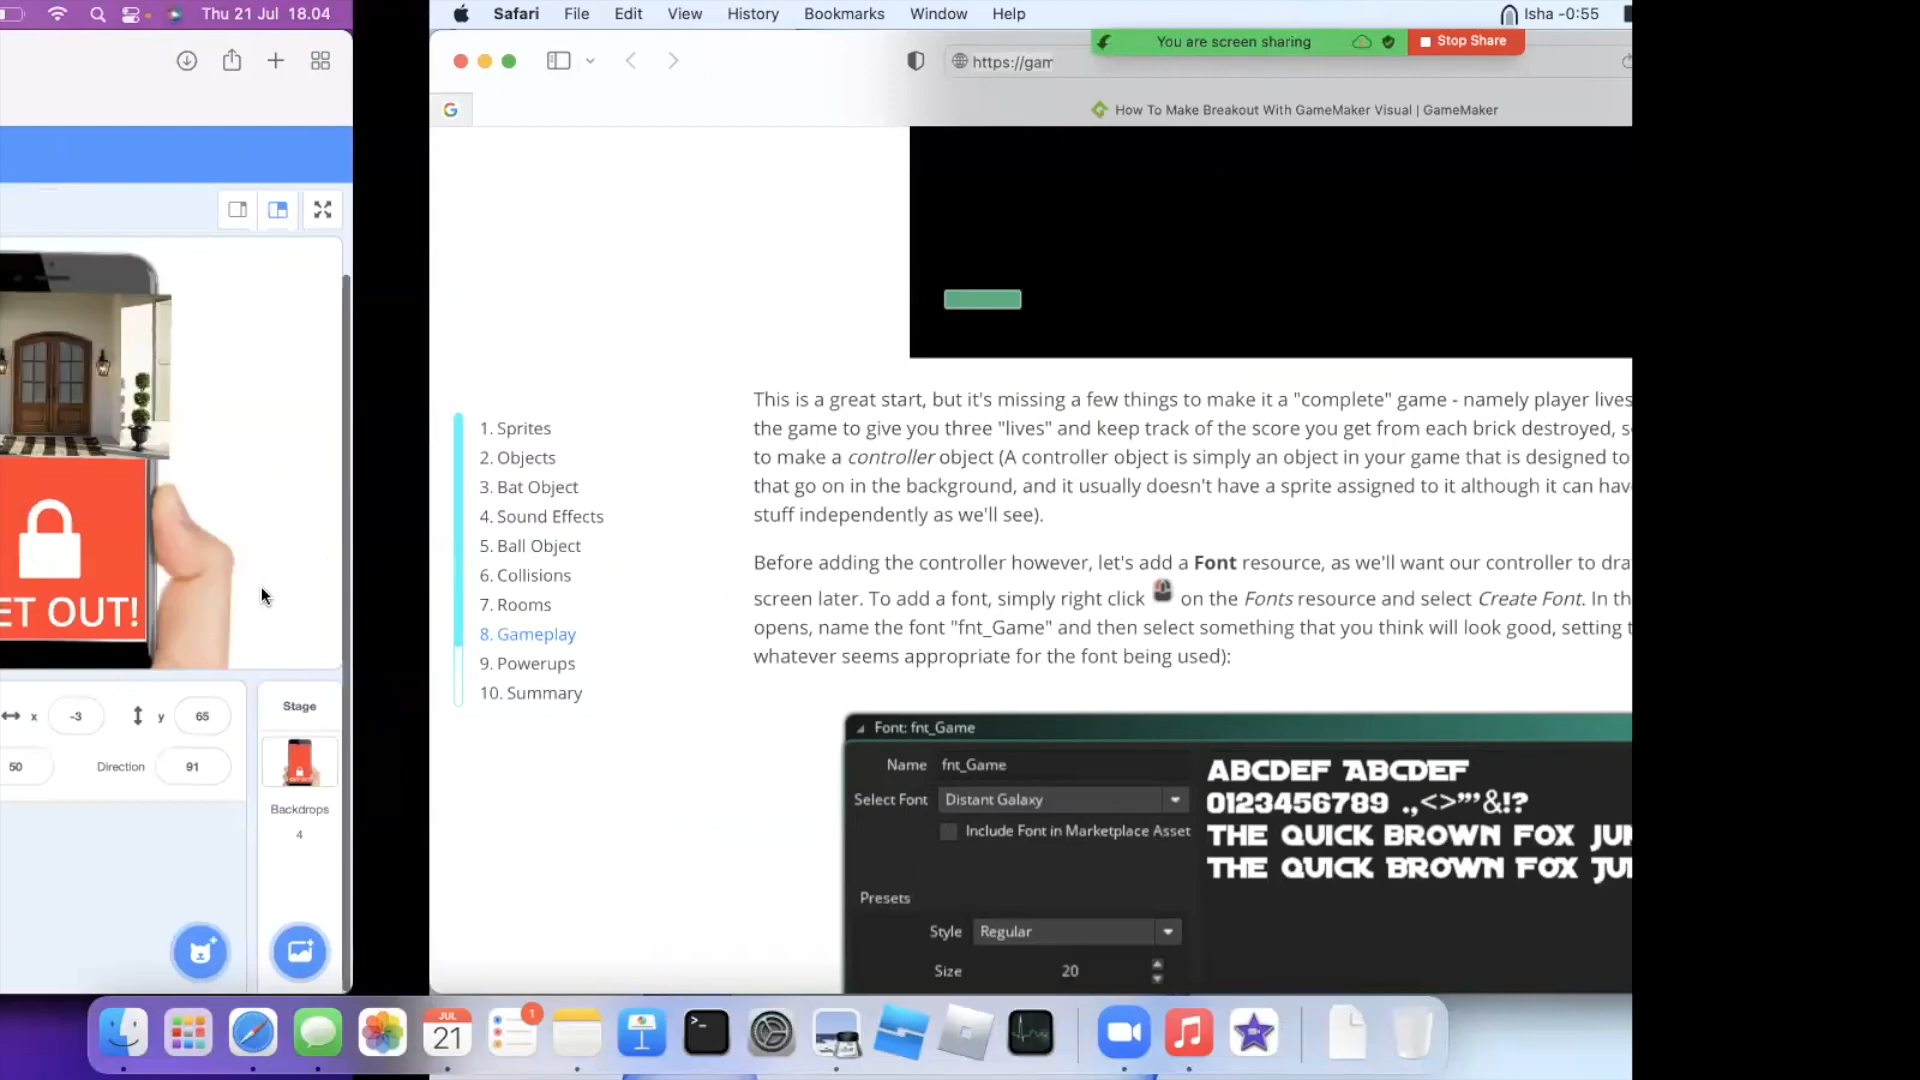 Thu 21 Jul 18.04
ET OUT!
x -3 y 65
50 Direction 91
Stage
Backdrops
4
Safari File Edit View History Bookmarks Window Help
Isha -0:55
You are screen sharing
Stop Share
https://gam
How To Make Breakout With GameMaker Visual | GameMaker
1. Sprites
2. Objects
3. Bat Object
4. Sound Effects
5. Ball Object
6. Collisions
7. Rooms
8. Gameplay
9. Powerups
10. Summary
This is a great start, but it's missing a few things to make it a "complete" game - namely player lives
the game to give you three "lives" and keep track of the score you get from each brick destroyed, s
to make a controller object (A controller object is simply an object in your game that is designed to
that go on in the background, and it usually doesn't have a sprite assigned to it although it can hav
stuff independently as we'll see).
Before adding the controller however, let's add a Font resource, as we'll want our controller to dra
screen later. To add a font, simply right click on the Fonts resource and select Create Font. In th
opens, name the font "fnt_Game" and then select something that you think will look good, setting t
whatever seems appropriate for the font being used):
Font: fnt_Game
Name fnt_Game
Select Font Distant Galaxy
Include Font in Marketplace Asset
Presets
Style Regular
Size 20
ABCDEF ABCDEF
0123456789 .,<>"'&!?
THE QUICK BROWN FOX JU
THE QUICK BROWN FOX JU
JUL
21
1